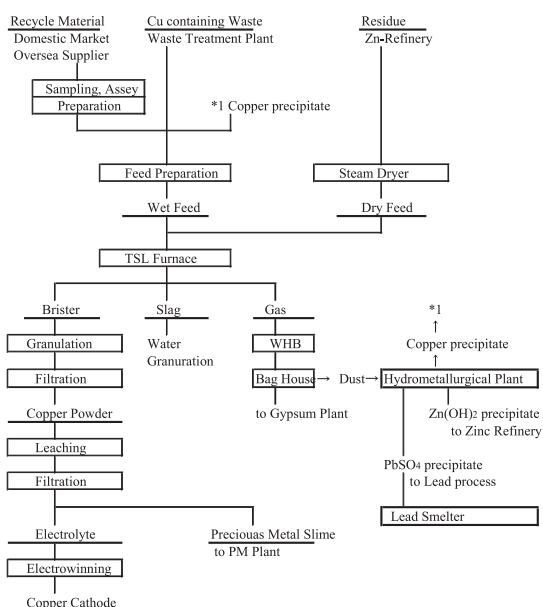 Recycle Material
Domestic Market
Oversea Supplier
Cu containing Waste
Waste Treatment Plant
Residue
Zn-Refinery
Sampling, Assey
Preparation
*1 Copper precipitate
Feed Preparation
Steam Dryer
Wet Feed
Dry Feed
TSL Furnace
Brister
Slag
Gas
*1
↑
Granulation
Water
Granuration
WHB
Copper precipitate
↑
Filtration
Bag House → Dust → Hydrometallurgical Plant
Copper Powder
to Gypsum Plant
Zn(OH)2 precipitate
to Zinc Refinery
Leaching
PbSO4 precipitate
to Lead process
Filtration
Lead Smelter
Electrolyte
Preciouas Metal Slime
to PM Plant
Electrowinning
Copper Cathode